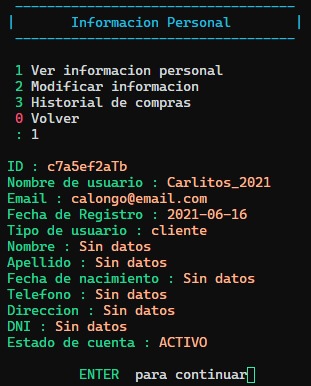 Informacion Personal
1 Ver informacion personal
2 Modificar informacion
3 Historial de compras
0 Volver
: 1
ID : c7a5ef2aTb
Nombre de usuario : Carlitos_2021
Email : calongo@email.com
Fecha de Registro : 2021-06-16
Tipo de usuario : cliente
Nombre : Sin datos
Apellido : Sin datos
Fecha de nacimiento : Sin datos
Telefono : Sin datos
Direccion : Sin datos
DNI : Sin datos
Estado de cuenta : ACTIVO
ENTER para continuar